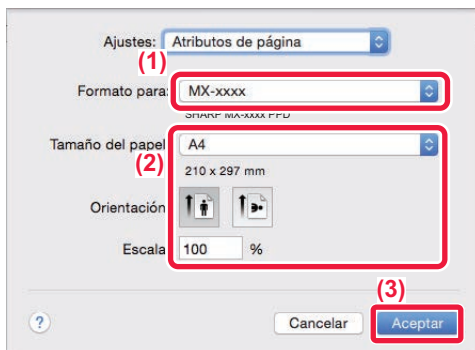 Ajustes: Atributos de página
(1)
Formato para: MX-xxxx
SHARP MX-xxxx PPD
Tamaño del papel A4
(2)
210 x 297 mm
Orientación
Escala 100 %
(3)
? Cancelar Aceptar